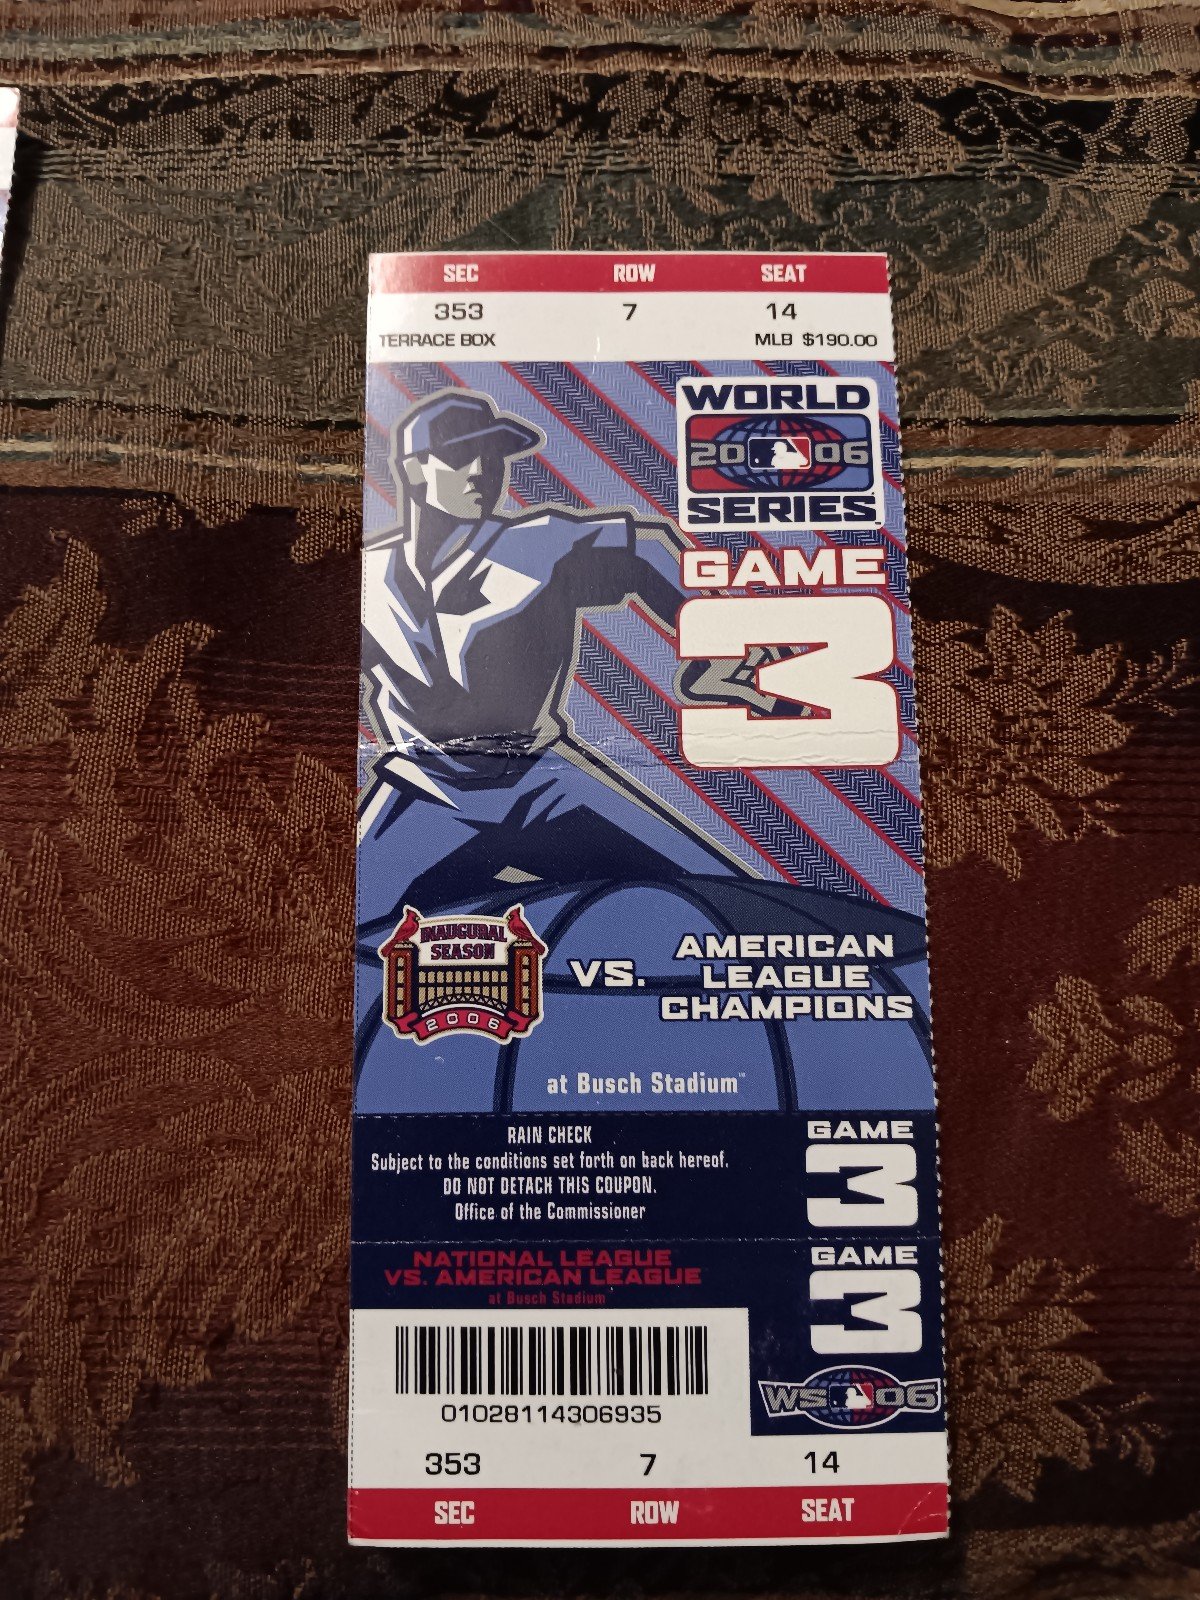 SEC ROW SEAT
353 7 14
TERRACE BOX MLB $190.00
WORLD
2006
SERIES
GAME
3
INAUGURAL
SEASON
2006
VS.
AMERICAN
LEAGUE
CHAMPIONS
at Busch Stadium™
RAIN CHECK
Subject to the conditions set forth on back hereof.
DO NOT DETACH THIS COUPON.
Office of the Commissioner
GAME
3
NATIONAL LEAGUE
VS. AMERICAN LEAGUE
at Busch Stadium
GAME
3
WS 06
01028114306935
353 7 14
SEC ROW SEAT